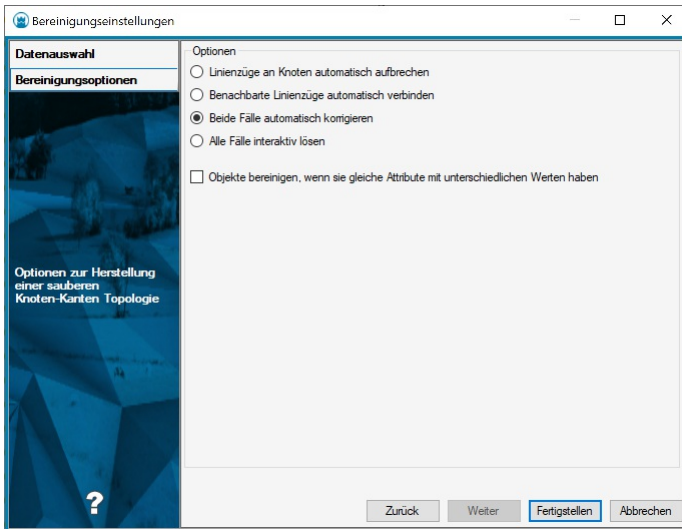 Bereinigungseinstellungen
Datenauswahl
Bereinigungsoptionen
Optionen zur Herstellung
einer sauberen
Knoten-Kanten Topologie
?
Optionen
Linienzüge an Knoten automatisch aufbrechen
Benachbarte Linienzüge automatisch verbinden
Beide Fälle automatisch korrigieren
Alle Fälle interaktiv lösen
Objekte bereinigen, wenn sie gleiche Attribute mit unterschiedlichen Werten haben
Zurück
Weiter
Fertigstellen
Abbrechen